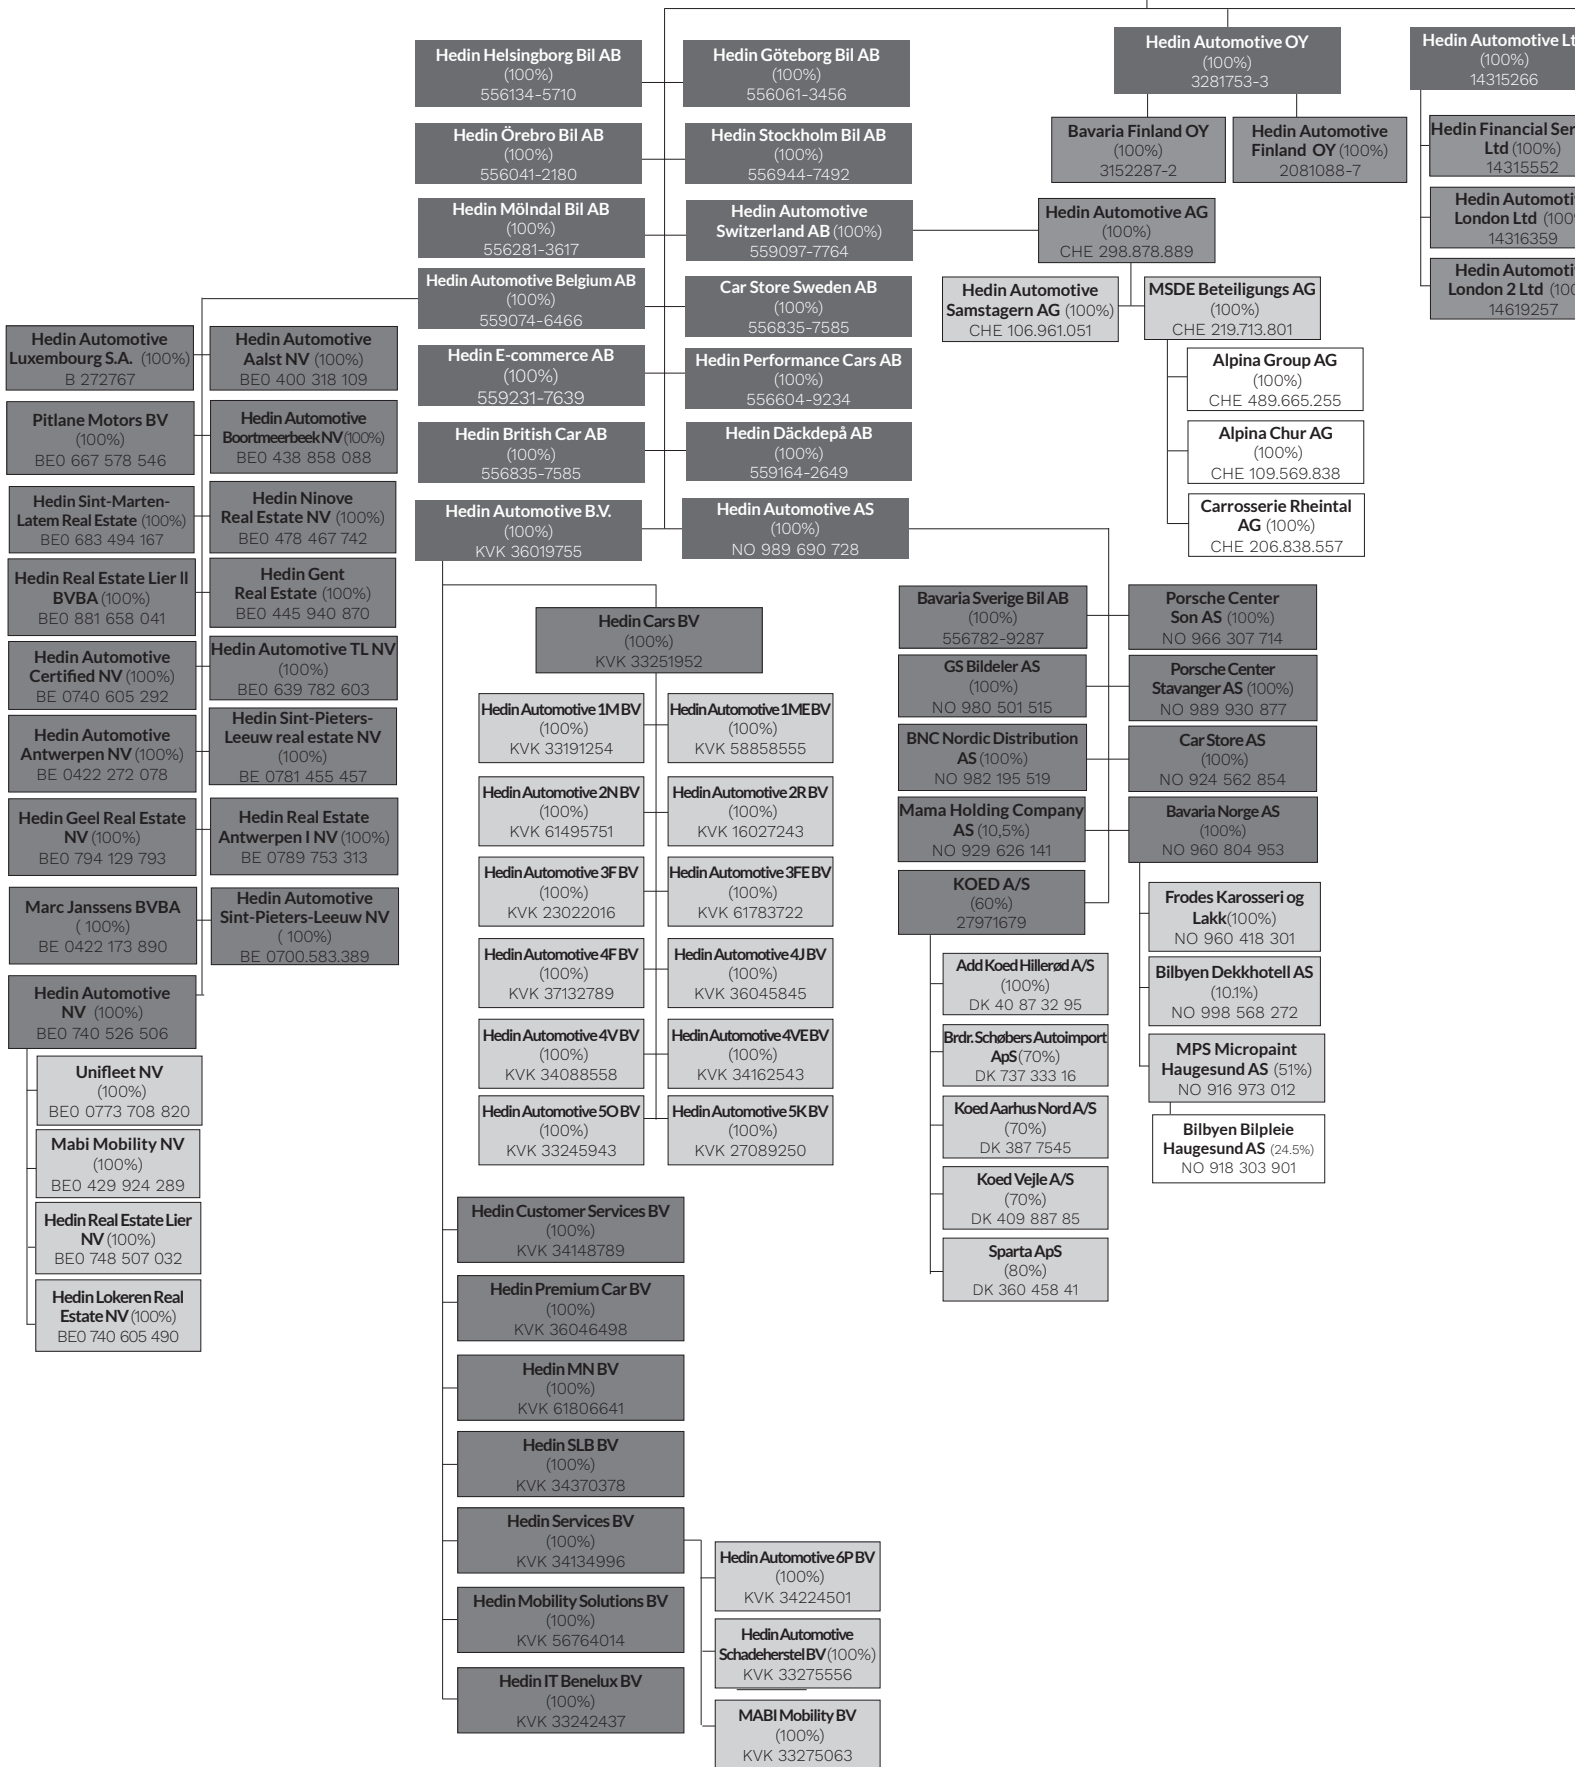 Hedin Helsingborg Bil AB
(100%)
556134-5710
Hedin Göteborg Bil AB
(100%)
556061-3456
Hedin Örebro Bil AB
(100%)
556041-2180
Hedin Stockholm Bil AB
(100%)
556944-7492
Hedin Mölndal Bil AB
(100%)
556281-3617
Hedin Automotive
Switzerland AB (100%)
559097-7764
Hedin Automotive Belgium AB
(100%)
559074-6466
Car Store Sweden AB
(100%)
556835-7585
Hedin E-commerce AB
(100%)
559231-7639
Hedin Performance Cars AB
(100%)
556604-9234
Hedin British Car AB
(100%)
556835-7585
Hedin Däckdepå AB
(100%)
559164-2649
Hedin Automotive B.V.
(100%)
KVK 36019755
Hedin Automotive AS
(100%)
NO 989 690 728
Hedin Automotive OY
(100%)
3281753-3
Bavaria Finland OY
(100%)
3152287-2
Hedin Automotive
Finland OY (100%)
2081088-7
Hedin Automotive Lt
(100%)
14315266
Hedin Financial Ser
Ltd (100%)
14315552
Hedin Automoti
London Ltd (100
14316359
Hedin Automoti
London 2 Ltd (10
14619257
Hedin Automotive AG
(100%)
CHE 298.878.889
Hedin Automotive
Samstagern AG (100%)
CHE 106.961.051
MSDE Beteiligungs AG
(100%)
CHE 219.713.801
Alpina Group AG
(100%)
CHE 489.665.255
Alpina Chur AG
(100%)
CHE 109.569.838
Carrosserie Rheintal
AG (100%)
CHE 206.838.557
Hedin Automotive
Luxembourg S.A. (100%)
B 272767
Hedin Automotive
Aalst NV (100%)
BE0 400 318 109
Pitlane Motors BV
(100%)
BE0 667 578 546
Hedin Automotive
Boortmeerbeek NV (100%)
BE0 438 858 088
Hedin Sint-Marten-
Latem Real Estate (100%)
BE0 683 494 167
Hedin Ninove
Real Estate NV (100%)
BE0 478 467 742
Hedin Real Estate Lier II
BVBA (100%)
BE0 881 658 041
Hedin Gent
Real Estate (100%)
BE0 445 940 870
Hedin Automotive
Certified NV (100%)
BE 0740 605 292
Hedin Automotive TL NV
(100%)
BE0 639 782 603
Hedin Automotive
Antwerpen NV (100%)
BE 0422 272 078
Hedin Sint-Pieters-
Leeuw real estate NV
(100%)
BE 0781 455 457
Hedin Geel Real Estate
NV (100%)
BE0 794 129 793
Hedin Real Estate
Antwerpen I NV (100%)
BE 0789 753 313
Marc Janssens BVBA
( 100%)
BE 0422 173 890
Hedin Automotive
Sint-Pieters-Leeuw NV
( 100%)
BE 0700.583.389
Hedin Automotive
NV (100%)
BE0 740 526 506
Unifleet NV
(100%)
BE0 0773 708 820
Mabi Mobility NV
(100%)
BE0 429 924 289
Hedin Real Estate Lier
NV (100%)
BE0 748 507 032
Hedin Lokeren Real
Estate NV (100%)
BE0 740 605 490
Hedin Cars BV
(100%)
KVK 33251952
Hedin Automotive 1M BV
(100%)
KVK 33191254
Hedin Automotive 1ME BV
(100%)
KVK 58858555
Hedin Automotive 2N BV
(100%)
KVK 61495751
Hedin Automotive 2R BV
(100%)
KVK 16027243
Hedin Automotive 3F BV
(100%)
KVK 23022016
Hedin Automotive 3FE BV
(100%)
KVK 61783722
Hedin Automotive 4F BV
(100%)
KVK 37132789
Hedin Automotive 4J BV
(100%)
KVK 36045845
Hedin Automotive 4V BV
(100%)
KVK 34088558
Hedin Automotive 4VE BV
(100%)
KVK 34162543
Hedin Automotive 5O BV
(100%)
KVK 33245943
Hedin Automotive 5K BV
(100%)
KVK 27089250
Hedin Customer Services BV
(100%)
KVK 34148789
Hedin Premium Car BV
(100%)
KVK 36046498
Hedin MN BV
(100%)
KVK 61806641
Hedin SLB BV
(100%)
KVK 34370378
Hedin Services BV
(100%)
KVK 34134996
Hedin Mobility Solutions BV
(100%)
KVK 56764014
Hedin IT Benelux BV
(100%)
KVK 33242437
Hedin Automotive 6P BV
(100%)
KVK 34224501
Hedin Automotive
Schadeherstel BV (100%)
KVK 33275556
MABI Mobility BV
(100%)
KVK 33275063
Bavaria Sverige Bil AB
(100%)
556782-9287
Porsche Center
Son AS (100%)
NO 966 307 714
GS Bildeler AS
(100%)
NO 980 501 515
Porsche Center
Stavanger AS (100%)
NO 989 930 877
BNC Nordic Distribution
AS (100%)
NO 982 195 519
Car Store AS
(100%)
NO 924 562 854
Mama Holding Company
AS (10,5%)
NO 929 626 141
Bavaria Norge AS
(100%)
NO 960 804 953
KOED A/S
(60%)
27971679
Add Koed Hillerød A/S
(100%)
DK 40 87 32 95
Brdr. Schøbers Autoimport
ApS (70%)
DK 737 333 16
Koed Aarhus Nord A/S
(70%)
DK 387 7545
Koed Vejle A/S
(70%)
DK 409 887 85
Sparta ApS
(80%)
DK 360 458 41
Frodes Karosseri og
Lakk (100%)
NO 960 418 301
Bilbyen Dekkhotell AS
(10.1%)
NO 998 568 272
MPS Micropaint
Haugesund AS (51%)
NO 916 973 012
Bilbyen Bilpleie
Haugesund AS (24.5%)
NO 918 303 901